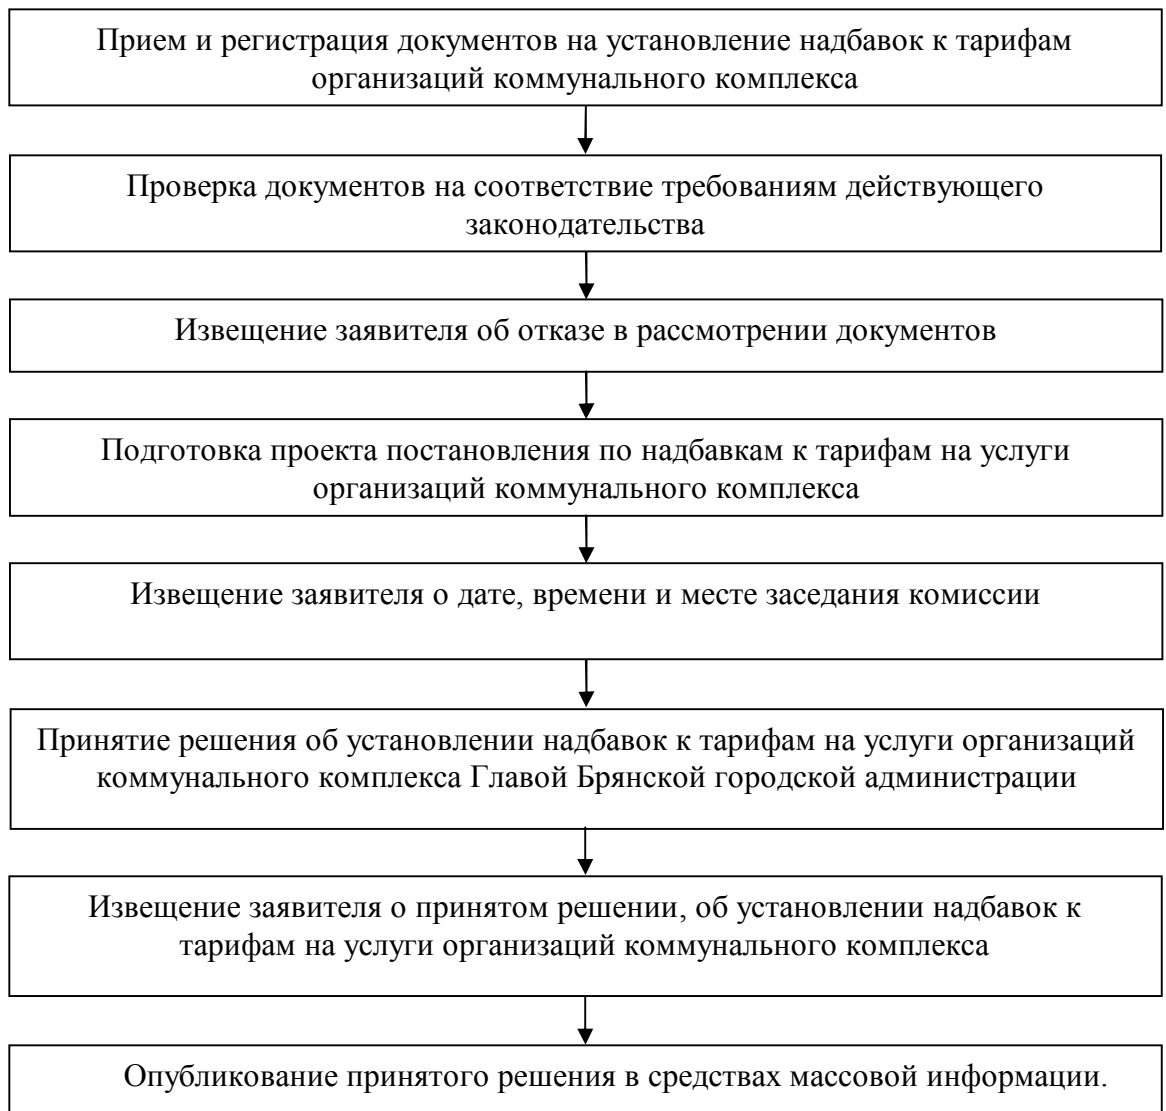 Прием и регистрация документов на установление надбавок к тарифам
организаций коммунального комплекса
Проверка документов на соответствие требованиям действующего
законодательства
Извещение заявителя об отказе в рассмотрении документов
Подготовка проекта постановления по надбавкам к тарифам на услуги
организаций коммунального комплекса
Извещение заявителя о дате, времени и месте заседания комиссии
Принятие решения об установлении надбавок к тарифам на услуги организаций
коммунального комплекса Главой Брянской городской администрации
Извещение заявителя о принятом решении, об установлении надбавок к
тарифам на услуги организаций коммунального комплекса
Опубликование принятого решения в средствах массовой информации.